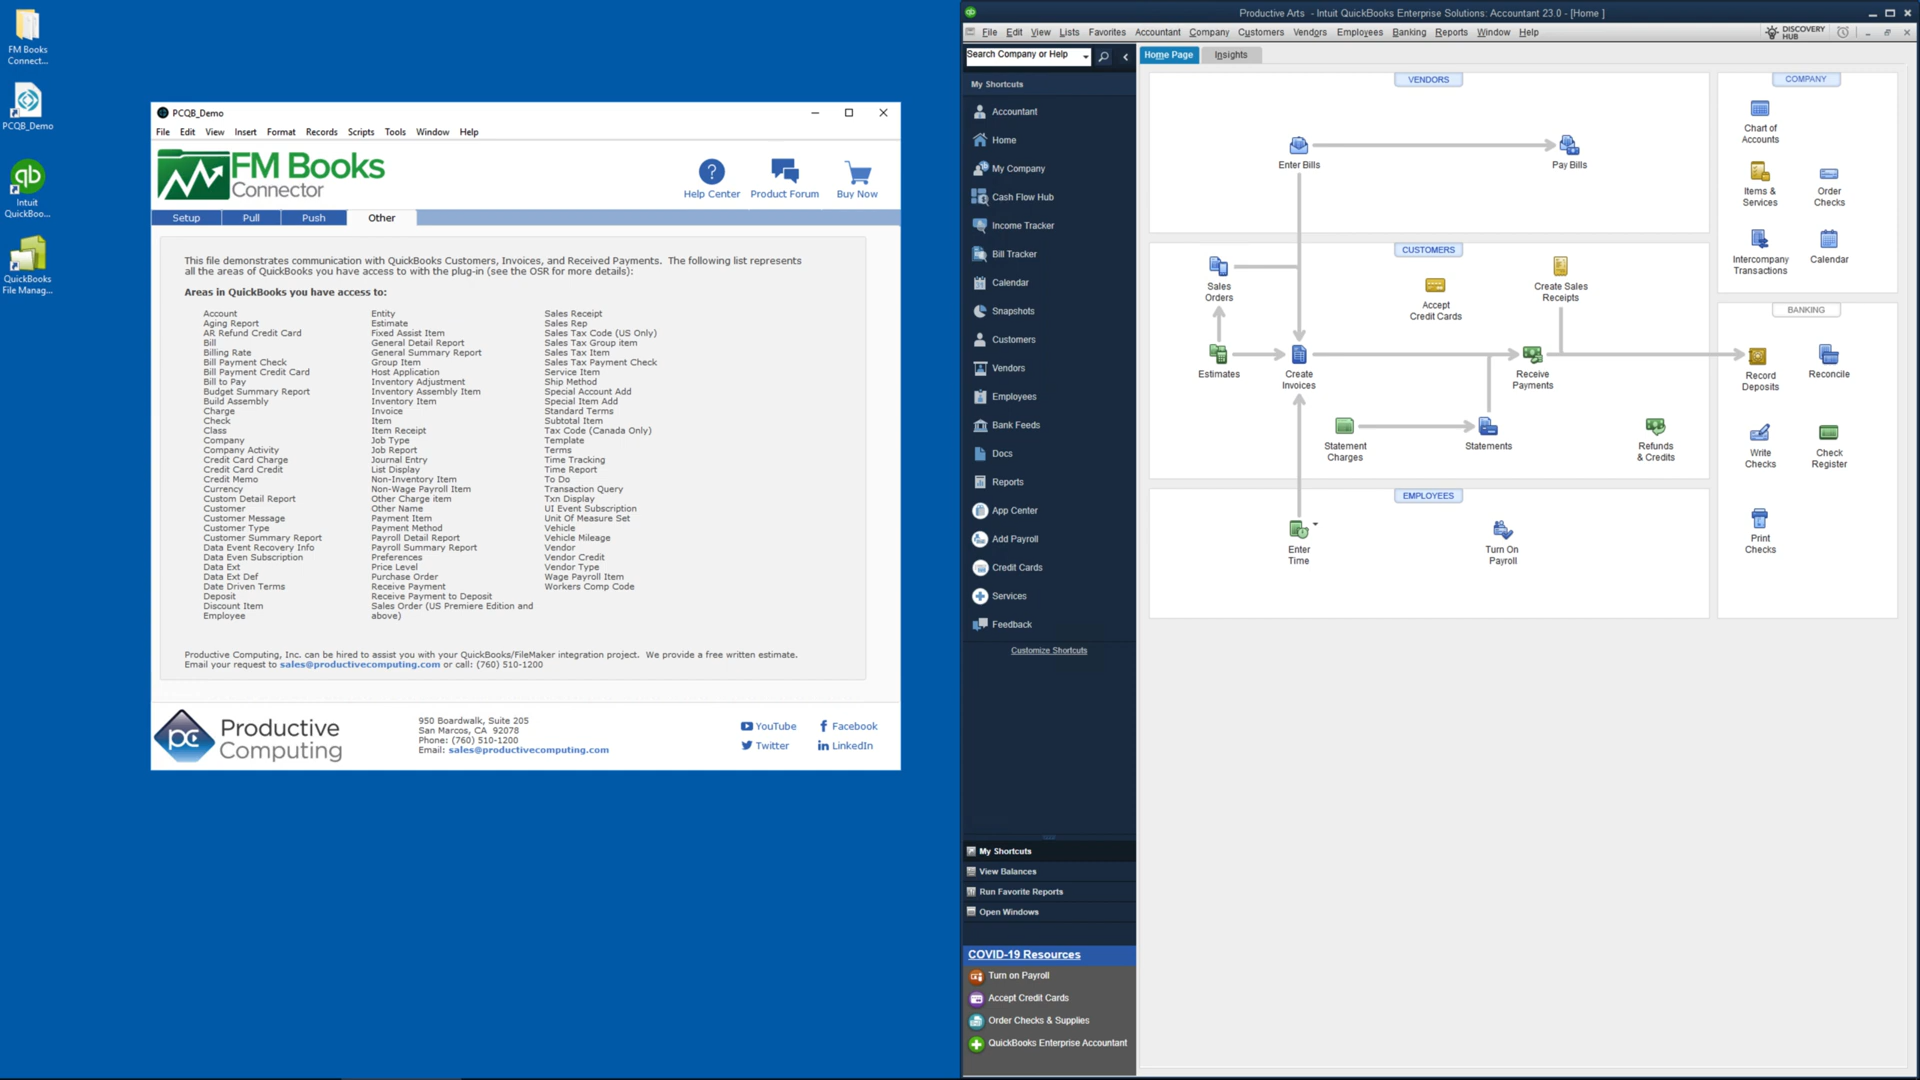 FM Books
Connect...
PCQB_Demo
Intuit
QuickBoo...
QuickBooks
File Manag...
PCQB_Demo
File Edit View Insert Format Records Scripts Tools Window Help
FM Books
Connector
Help Center Product Forum Buy Now
Setup Pull Push Other
This file demonstrates communication with QuickBooks Customers, Invoices, and Received Payments. The following list represents
all the areas of QuickBooks you have access to with the plug-in (see the OSR for more details):
Areas in QuickBooks you have access to:
Account
Aging Report
AR Refund Credit Card
Bill
Billing Rate
Bill Payment Check
Bill Payment Credit Card
Bill to Pay
Budget Summary Report
Build Assembly
Charge
Check
Class
Company
Company Activity
Credit Card Charge
Credit Card Credit
Credit Memo
Currency
Custom Detail Report
Customer
Customer Message
Customer Type
Customer Summary Report
Data Event Recovery Info
Data Even Subscription
Data Ext
Data Ext Def
Date Driven Terms
Deposit
Discount Item
Employee
Entity
Estimate
Fixed Assist Item
General Detail Report
General Summary Report
Group Item
Host Application
Inventory Adjustment
Inventory Assembly Item
Inventory Item
Invoice
Item
Item Receipt
Job Type
Job Report
Journal Entry
List Display
Non-Inventory Item
Non-Wage Payroll Item
Other Charge item
Other Name
Payment Item
Payment Method
Payroll Detail Report
Payroll Summary Report
Preferences
Price Level
Purchase Order
Receive Payment
Receive Payment to Deposit
Sales Order (US Premiere Edition and
above)
Sales Receipt
Sales Rep
Sales Tax Code (US Only)
Sales Tax Group item
Sales Tax Item
Sales Tax Payment Check
Service Item
Ship Method
Special Account Add
Special Item Add
Standard Terms
Subtotal Item
Tax Code (Canada Only)
Template
Terms
Time Tracking
Time Report
To Do
Transaction Query
Txn Display
UI Event Subscription
Unit Of Measure Set
Vehicle
Vehicle Mileage
Vendor
Vendor Credit
Vendor Type
Wage Payroll Item
Workers Comp Code
Productive Computing, Inc. can be hired to assist you with your QuickBooks/FileMaker integration project. We provide a free written estimate.
Email your request to sales@productivecomputing.com or call: (760) 510-1200
pc Productive
Computing
950 Boardwalk, Suite 205
San Marcos, CA 92078
Phone: (760) 510-1200
Email: sales@productivecomputing.com
YouTube Facebook
Twitter LinkedIn
Productive Arts - Intuit QuickBooks Enterprise Solutions: Accountant 23.0 - [Home ]
File Edit View Lists Favorites Accountant Company Customers Vendors Employees Banking Reports Window Help
DISCOVERY
HUB
Search Company or Help
My Shortcuts
Accountant
Home
My Company
Cash Flow Hub
Income Tracker
Bill Tracker
Calendar
Snapshots
Customers
Vendors
Employees
Bank Feeds
Docs
Reports
App Center
Add Payroll
Credit Cards
Services
Feedback
Customize Shortcuts
My Shortcuts
View Balances
Run Favorite Reports
Open Windows
COVID-19 Resources
Turn on Payroll
Accept Credit Cards
Order Checks & Supplies
QuickBooks Enterprise Accountant
Home Page Insights
VENDORS
Enter Bills
Pay Bills
CUSTOMERS
Sales
Orders
Accept
Credit Cards
Create Sales
Receipts
Estimates
Create
Invoices
Receive
Payments
Statement
Charges
Statements
Refunds
& Credits
EMPLOYEES
Enter
Time
Turn On
Payroll
COMPANY
Chart of
Accounts
Items &
Services
Order
Checks
Intercompany
Transactions
Calendar
BANKING
Record
Deposits
Reconcile
Write
Checks
Check
Register
Print
Checks